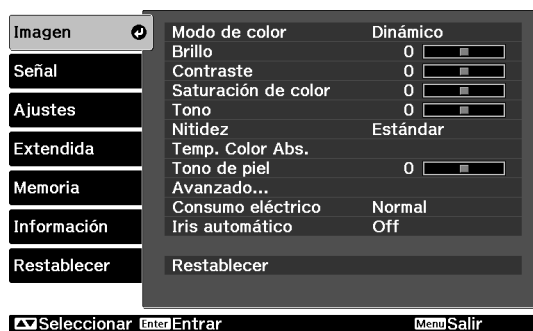 Imagen
Señal
Ajustes
Extendida
Memoria
Información
Restablecer
Modo de color Dinámico
Brillo 0
Contraste 0
Saturación de color 0
Tono 0
Nitidez Estándar
Temp. Color Abs.
Tono de piel 0
Avanzado...
Consumo eléctrico Normal
Iris automático Off
Restablecer
Seleccionar Enter Entrar Menu Salir